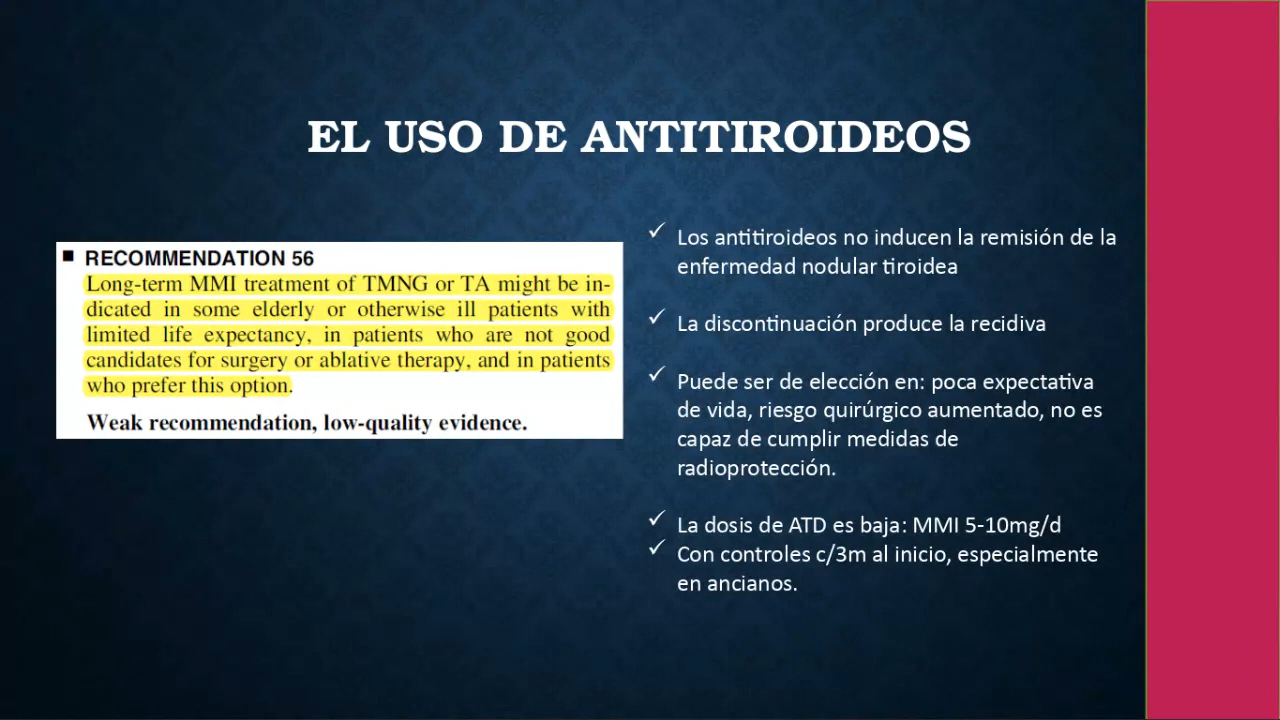 EL USO DE ANTITIROIDEOS
RECOMMENDATION 56
Long-term MMI treatment of TMNG or TA might be in-
dicated in some elderly or otherwise ill patients with
limited life expectancy, in patients who are not good
candidates for surgery or ablative therapy, and in patients
who prefer this option.
Weak recommendation, low-quality evidence.
Los antitiroideos no inducen la remisión de la
enfermedad nodular tiroidea
La discontinuación produce la recidiva
Puede ser de elección en: poca expectativa
de vida, riesgo quirúrgico aumentado, no es
capaz de cumplir medidas de
radioprotección.
La dosis de ATD es baja: MMI 5-10mg/d
Con controles c/3m al inicio, especialmente
en ancianos.